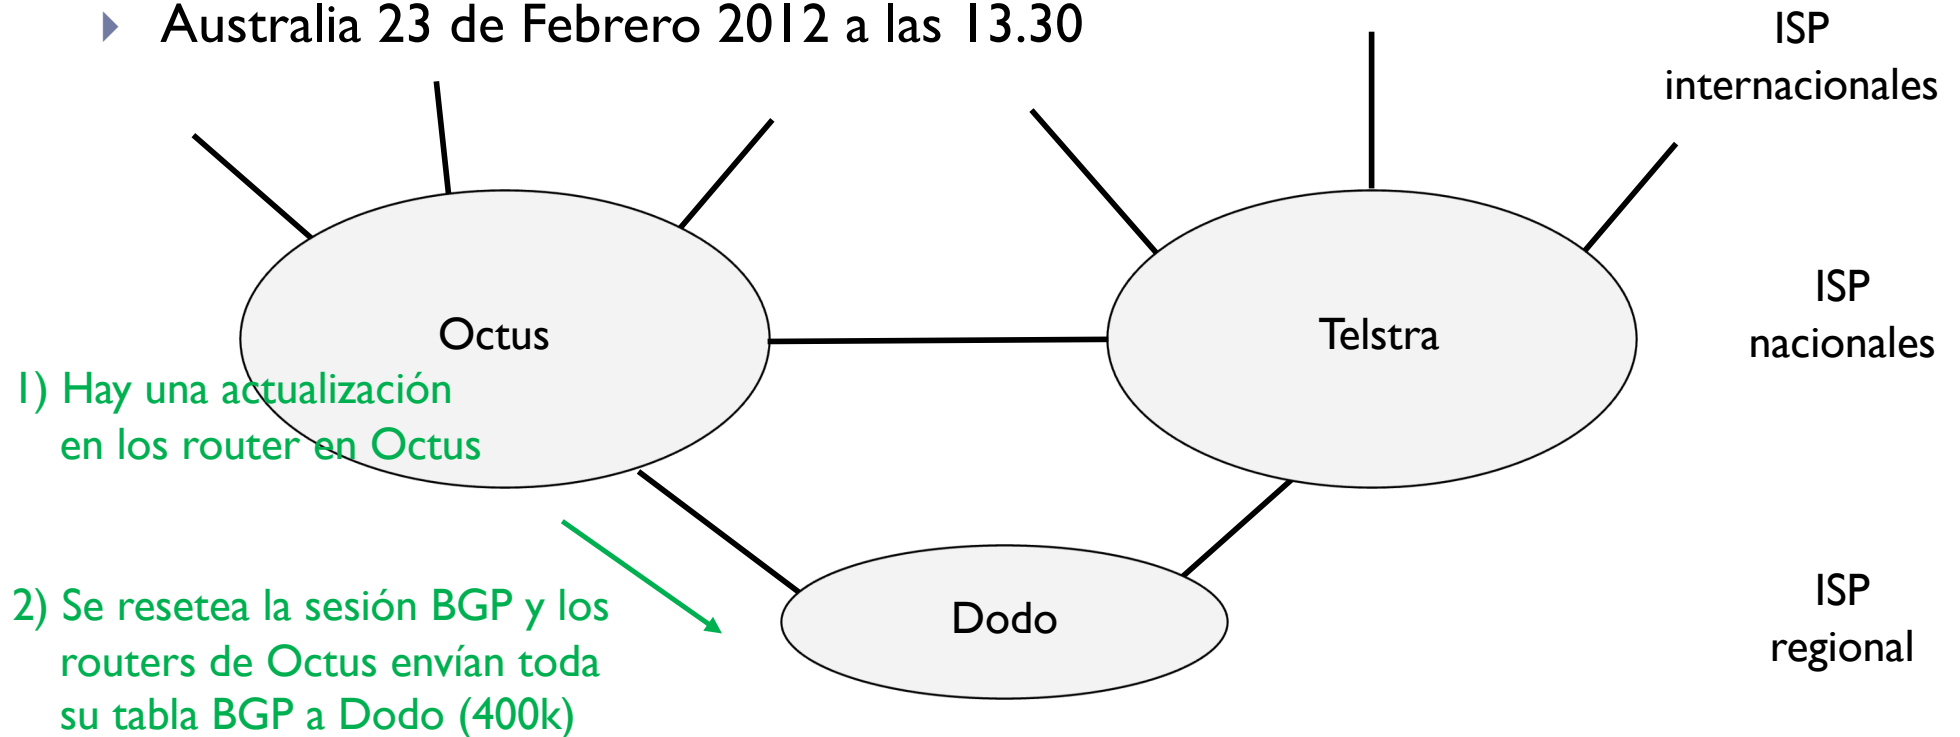 Australia 23 de Febrero 2012 a las 13.30
ISP
internacionales
Octus
Telstra
ISP
nacionales
1) Hay una actualización
en los router en Octus
2) Se resetea la sesión BGP y los
routers de Octus envían toda
su tabla BGP a Dodo (400k)
Dodo
ISP
regional